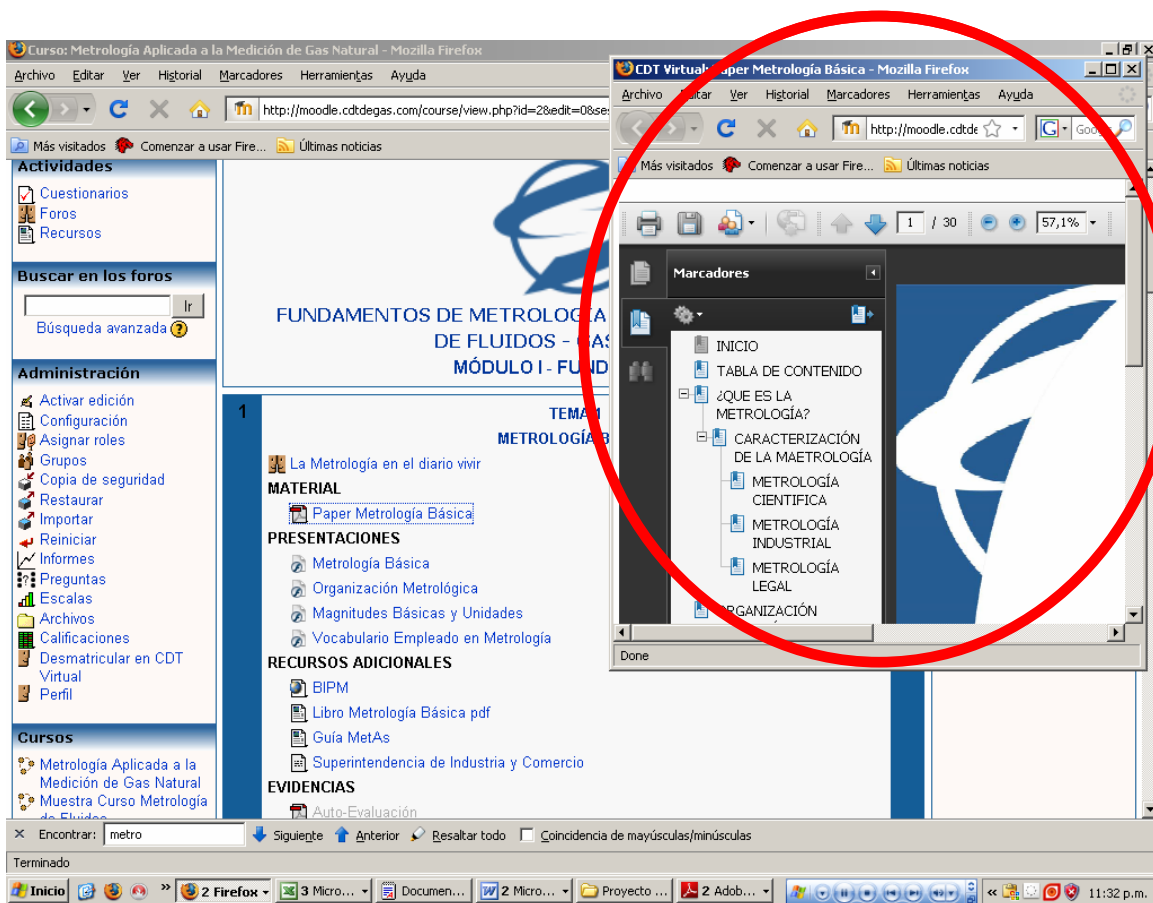 Curso: Metrología Aplicada a la Medición de Gas Natural - Mozilla Firefox
Archivo Editar Ver Historial Marcadores Herramientas Ayuda
http://moodle.cdtdegas.com/course/view.php?id=2&edit=0&ses
Más visitados Comenzar a usar Fire... Últimas noticias
Actividades
Cuestionarios
Foros
Recursos
Buscar en los foros
Ir
Búsqueda avanzada ?
Administración
Activar edición
Configuración
Asignar roles
Grupos
Copia de seguridad
Restaurar
Importar
Reiniciar
Informes
Preguntas
Escalas
Archivos
Calificaciones
Desmatricular en CDT
Virtual
Perfil
Cursos
Metrología Aplicada a la
Medición de Gas Natural
Muestra Curso Metrología
de Fluidos
FUNDAMENTOS DE METROLOGÍA
DE FLUIDOS - GAS
MÓDULO I - FUND
1
TEMA 1
METROLOGÍA B
La Metrología en el diario vivir
MATERIAL
Paper Metrología Básica
PRESENTACIONES
Metrología Básica
Organización Metrológica
Magnitudes Básicas y Unidades
Vocabulario Empleado en Metrología
RECURSOS ADICIONALES
BIPM
Libro Metrología Básica pdf
Guía MetAs
Superintendencia de Industria y Comercio
EVIDENCIAS
Auto-Evaluación
CDT Virtual: Paper Metrología Básica - Mozilla Firefox
Archivo Editar Ver Historial Marcadores Herramientas Ayuda
http://moodle.cdtde
G Google
Más visitados Comenzar a usar Fire... Últimas noticias
1 / 30 57,1%
Marcadores
INICIO
TABLA DE CONTENIDO
¿QUE ES LA
METROLOGÍA?
CARACTERIZACIÓN
DE LA MAETROLOGÍA
METROLOGÍA
CIENTIFICA
METROLOGÍA
INDUSTRIAL
METROLOGÍA
LEGAL
ORGANIZACIÓN
Done
Encontrar: metro Siguiente Anterior Resaltar todo Coincidencia de mayúsculas/minúsculas
Terminado
Inicio » 2 Firefox 3 Micro... Documen... 2 Micro... Proyecto ... 2 Adob... « 11:32 p.m.